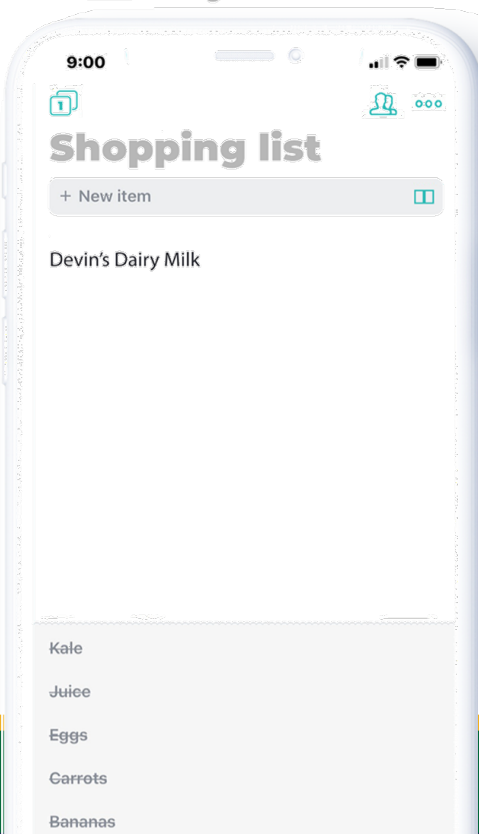 9:00
1
Shopping list
+ New item
Devin's Dairy Milk
Kale
Juice
Eggs
Carrots
Bananas